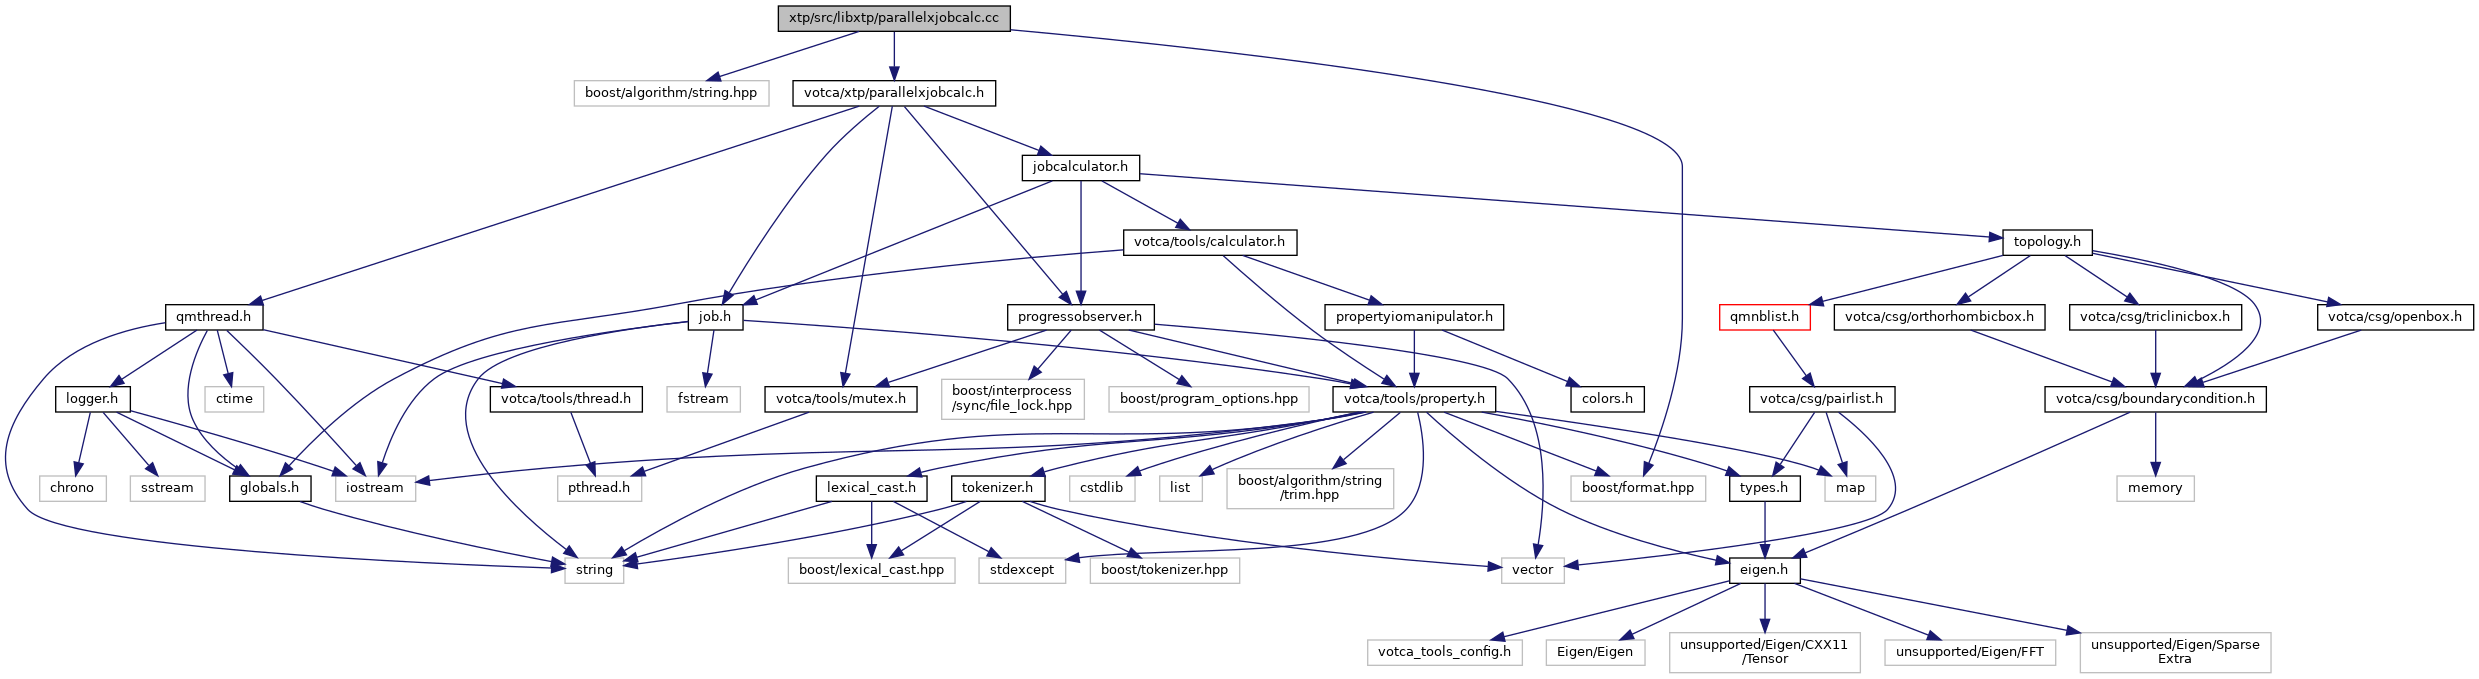 xtp/src/libxtp/parallelxjobcalc.cc
boost/algorithm/string.hpp
votca/xtp/parallelxjobcalc.h
jobcalculator.h
votca/tools/calculator.h
topology.h
qmthread.h
job.h
progressobserver.h
propertyiomanipulator.h
qmnblist.h
votca/csg/orthorhombicbox.h
votca/csg/triclinicbox.h
votca/csg/openbox.h
logger.h
ctime
votca/tools/thread.h
fstream
votca/tools/mutex.h
boost/interprocess
/sync/file_lock.hpp
boost/program_options.hpp
votca/tools/property.h
colors.h
votca/csg/pairlist.h
votca/csg/boundarycondition.h
chrono
sstream
globals.h
iostream
pthread.h
lexical_cast.h
tokenizer.h
cstdlib
list
boost/algorithm/string
/trim.hpp
boost/format.hpp
types.h
map
memory
string
boost/lexical_cast.hpp
stdexcept
boost/tokenizer.hpp
vector
eigen.h
votca_tools_config.h
Eigen/Eigen
unsupported/Eigen/CXX11
/Tensor
unsupported/Eigen/FFT
unsupported/Eigen/Sparse
Extra